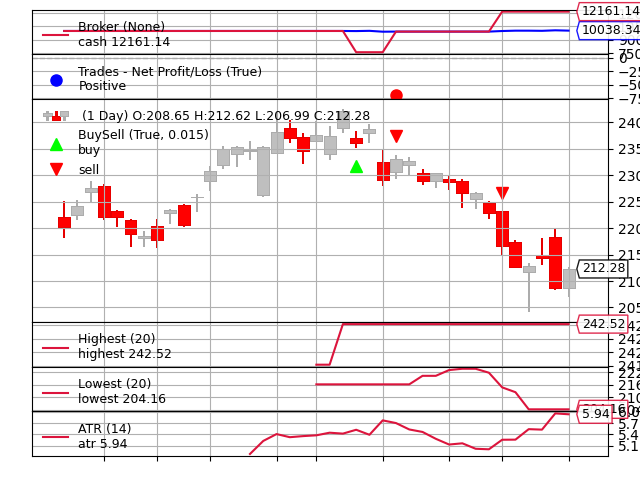 Broker (None)
cash 12161.14
12161.14
10038.34
Trades - Net Profit/Loss (True)
Positive
0
(1 Day) O:208.65 H:212.62 L:206.99 C:212.28
BuySell (True, 0.015)
buy
sell
240
235
230
225
220
215
212.28
210
205
242.52
Highest (20)
highest 242.52
Lowest (20)
lowest 204.16
216
ATR (14)
atr 5.94
5.94
5.7
5.4
5.1